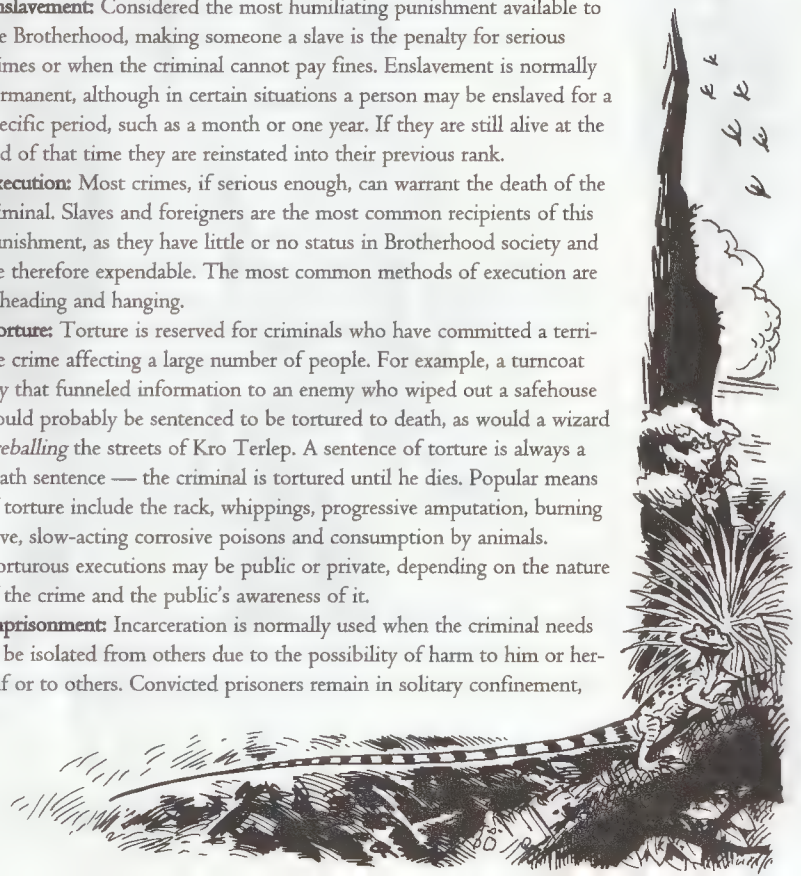 nslavement: Considered the most humiliating punishment available to
e Brotherhood, making someone a slave is the penalty for serious
imes or when the criminal cannot pay fines. Enslavement is normally
rmanent, although in certain situations a person may be enslaved for a
ecific period, such as a month or one year. If they are still alive at the
d of that time they are reinstated into their previous rank.
xecution: Most crimes, if serious enough, can warrant the death of the
iminal. Slaves and foreigners are the most common recipients of this
unishment, as they have little or no status in Brotherhood society and
e therefore expendable. The most common methods of execution are
heading and hanging.
orture: Torture is reserved for criminals who have committed a terri-
e crime affecting a large number of people. For example, a turncoat
y that funneled information to an enemy who wiped out a safehouse
ould probably be sentenced to be tortured to death, as would a wizard
reballing the streets of Kro Terlep. A sentence of torture is always a
ath sentence — the criminal is tortured until he dies. Popular means
f torture include the rack, whippings, progressive amputation, burning
ive, slow-acting corrosive poisons and consumption by animals.
orturous executions may be public or private, depending on the nature
f the crime and the public's awareness of it.
prisonment: Incarceration is normally used when the criminal needs
be isolated from others due to the possibility of harm to him or her-
f or to others. Convicted prisoners remain in solitary confinement,